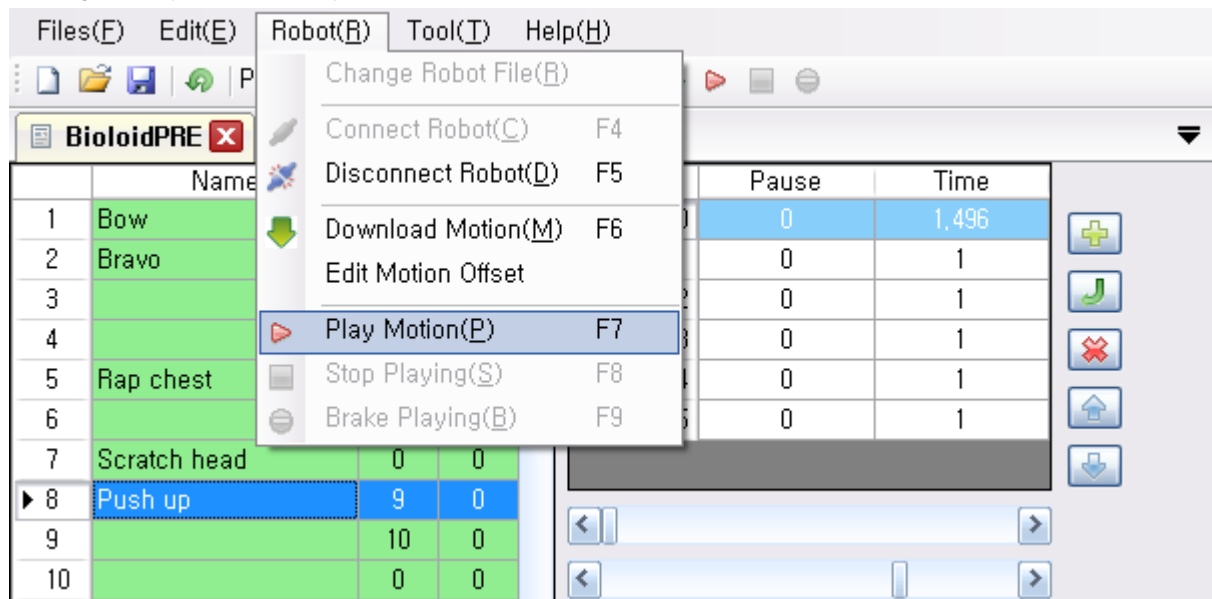 Files(F) Edit(E) Robot(R) Tool(T) Help(H)
P
Change Robot File(R)
BioloidPRE
Connect Robot(C) F4
Disconnect Robot(D) F5
Download Motion(M) F6
Edit Motion Offset
Play Motion(P) F7
Stop Playing(S) F8
Brake Playing(B) F9
Name
1 Bow
2 Bravo
3
4
5 Rap chest
6
7 Scratch head 0 0
8 Push up 9 0
9 10 0
10 0 0
Pause Time
0 1,496
0 1
0 1
0 1
0 1
0 1